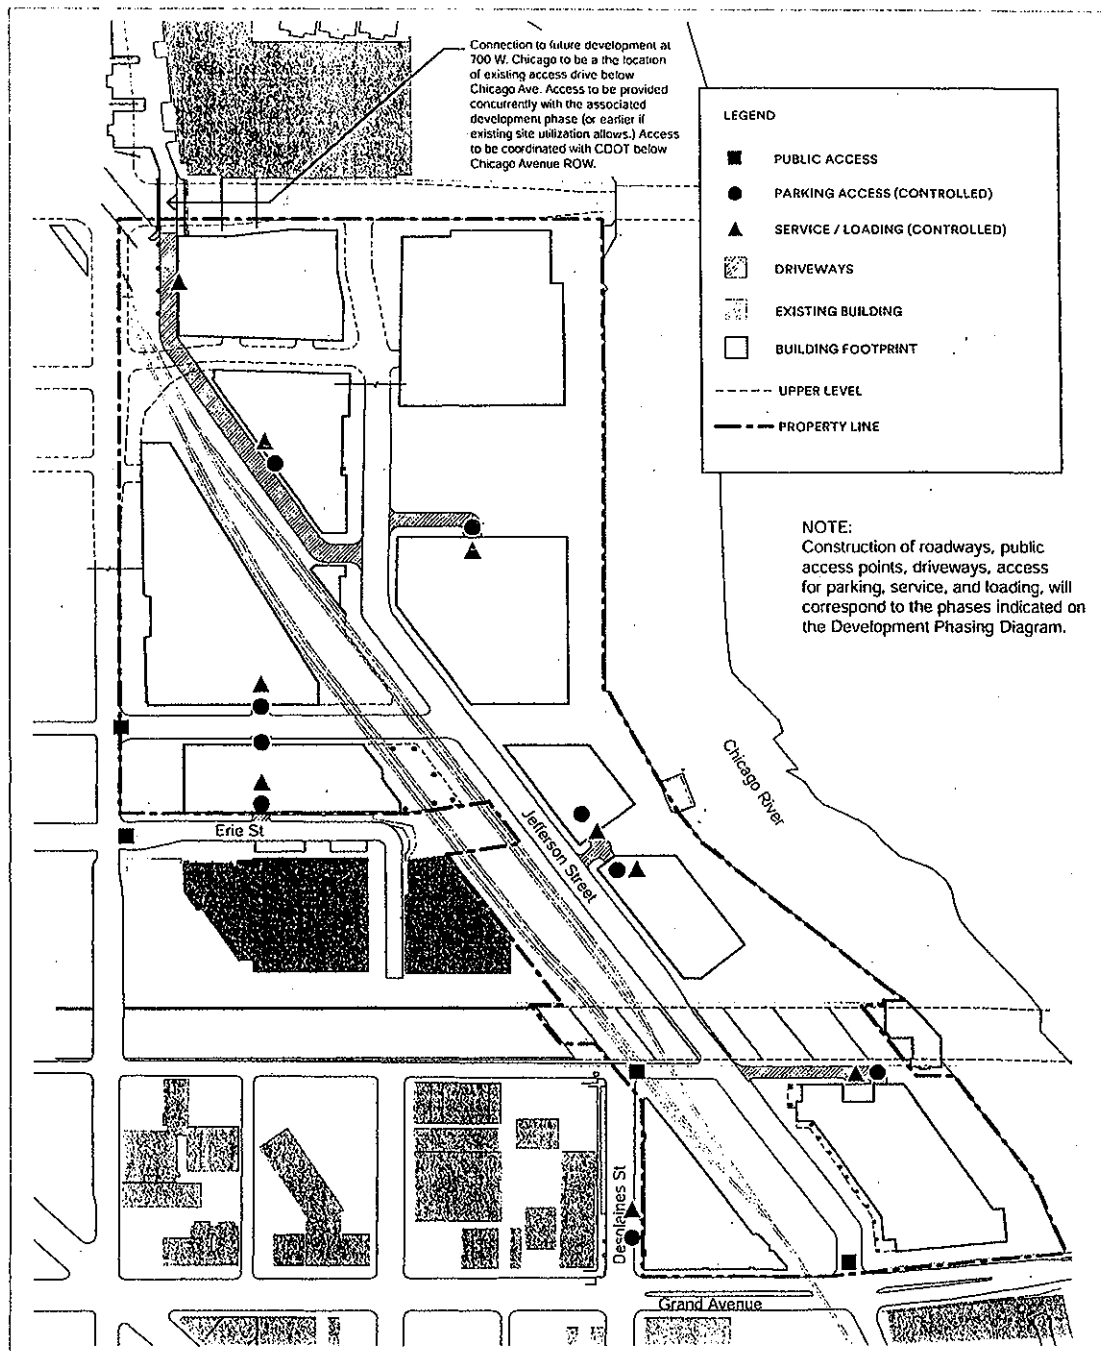 Connection to future development at
700 W. Chicago to be a the location
of existing access drive below
Chicago Ave. Access to be provided
concurrently with the associated
development phase (or earlier if
existing site utilization allows.) Access
to be coordinated with CDOT below
Chicago Avenue ROW.
LEGEND
PUBLIC ACCESS
PARKING ACCESS (CONTROLLED)
SERVICE / LOADING (CONTROLLED)
DRIVEWAYS
EXISTING BUILDING
BUILDING FOOTPRINT
UPPER LEVEL
PROPERTY LINE
NOTE:
Construction of roadways, public
access points, driveways, access
for parking, service, and loading, will
correspond to the phases indicated on
the Development Phasing Diagram.
Chicago River
Jefferson Street
Erie St
Desplaines St
Grand Avenue